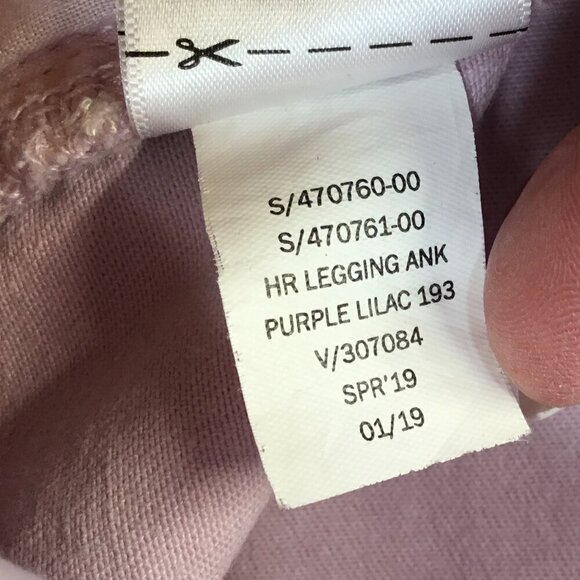 S/470760-00
S/470761-00
HR LEGGING ANK
PURPLE LILAC 193
V/307084
SPR'19
01/19